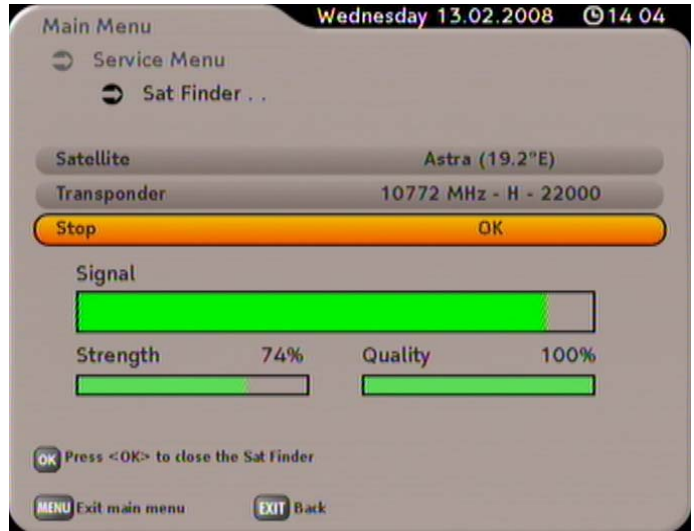 Main Menu
Wednesday 13.02.2008 14 04
Service Menu
Sat Finder . .
Satellite Astra (19.2°E)
Transponder 10772 MHz - H - 22000
Stop OK
Signal
Strength 74% Quality 100%
OK Press <OK> to close the Sat Finder
MENU Exit main menu EXIT Back